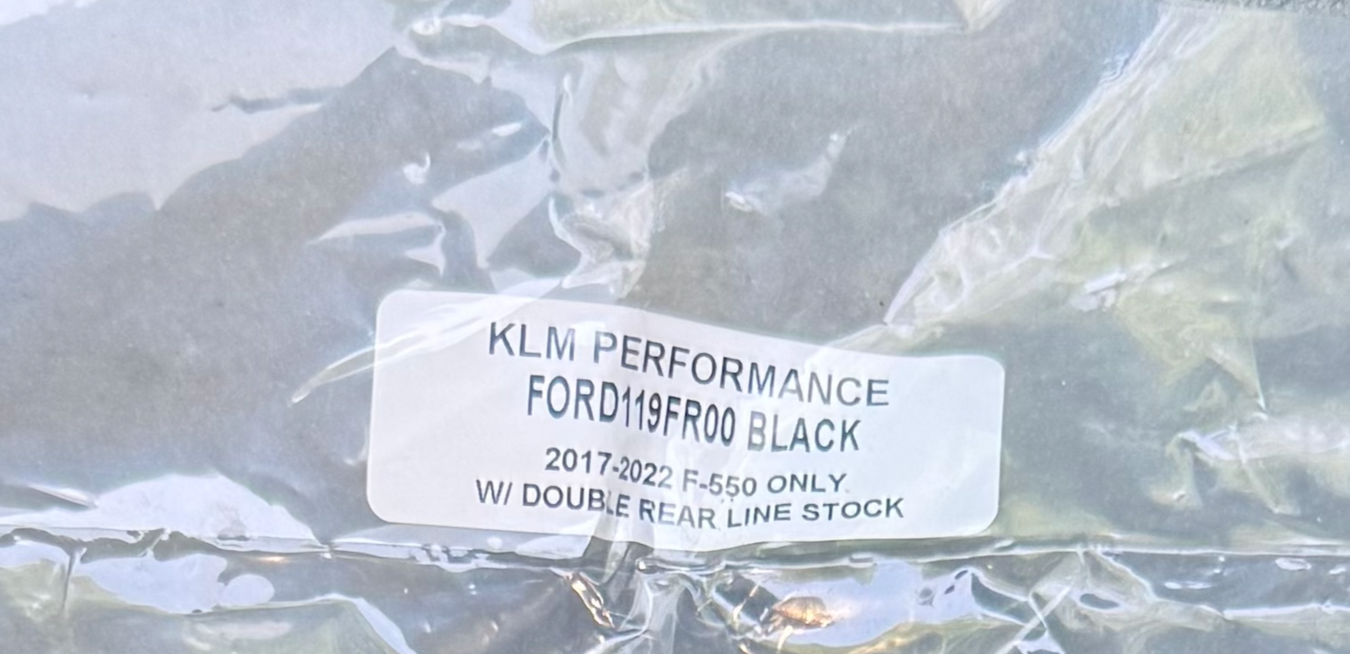 KLM PERFORMANCE
FORD119FR00 BLACK
2017-2022 F-550 ONLY
W/ DOUBLE REAR LINE STOCK